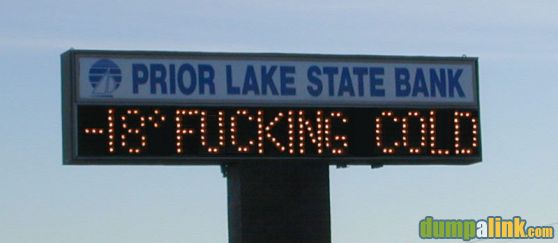 PRIOR LAKE STATE BANK
-18° FUCKING COLD
dumpalink.com